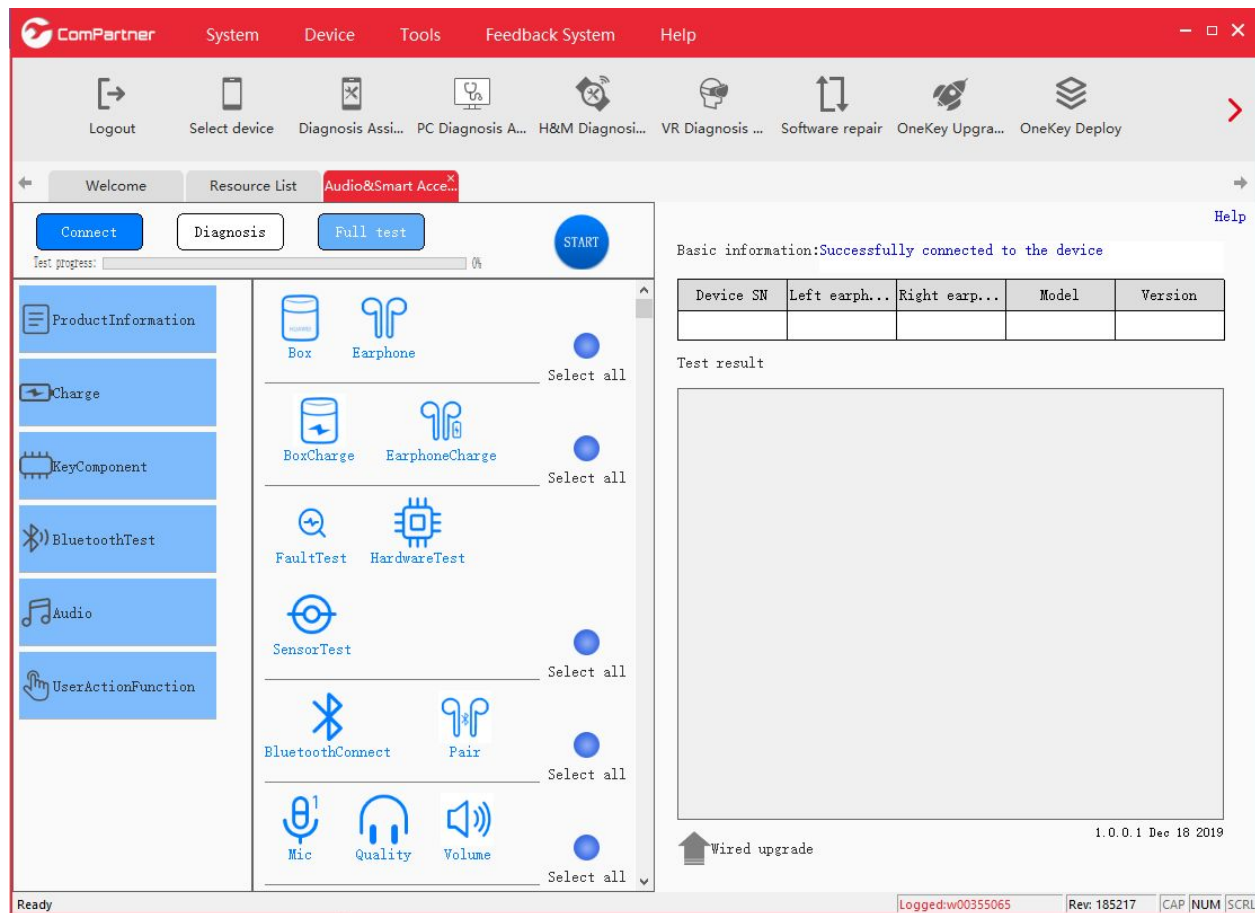 ComPartner System Device Tools Feedback System Help
Logout Select device Diagnosis Assi... PC Diagnosis A... H&M Diagnosi... VR Diagnosis ... Software repair OneKey Upgra... OneKey Deploy
Welcome Resource List Audio&Smart Acce...
Connect Diagnosis Full test START
Test progress: 0%
ProductInformation
Charge
KeyComponent
BluetoothTest
Audio
UserActionFunction
HUAWEI
Box Earphone
Select all
BoxCharge EarphoneCharge
Select all
FaultTest HardwareTest
SensorTest
Select all
BluetoothConnect Pair
Select all
1
Mic Quality Volume
Select all
Help
Basic information:Successfully connected to the device
Device SN Left earph... Right earp... Model Version
Test result
1.0.0.1 Dec 18 2019
Wired upgrade
Ready Logged:w00355065 Rev: 185217 CAP NUM SCRL